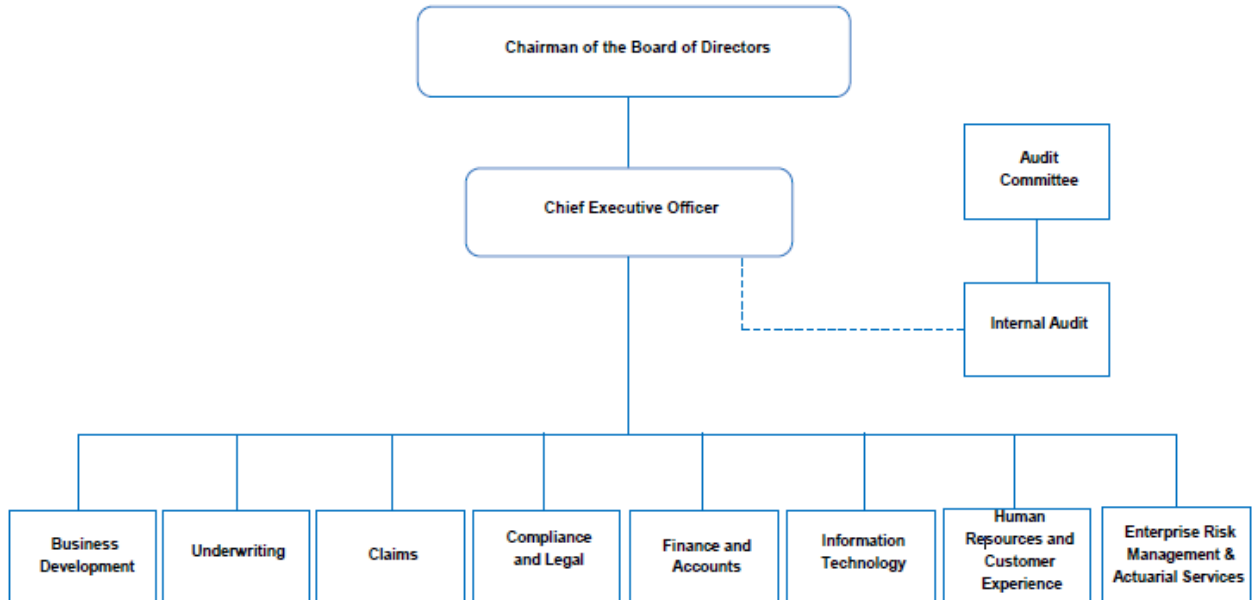 Chairman of the Board of Directors
Audit
Committee
Chief Executive Officer
Internal Audit
Business
Development
Underwriting
Claims
Compliance
and Legal
Finance and
Accounts
Information
Technology
Human
Resources and
Customer
Experience
Enterprise Risk
Management &
Actuarial Services